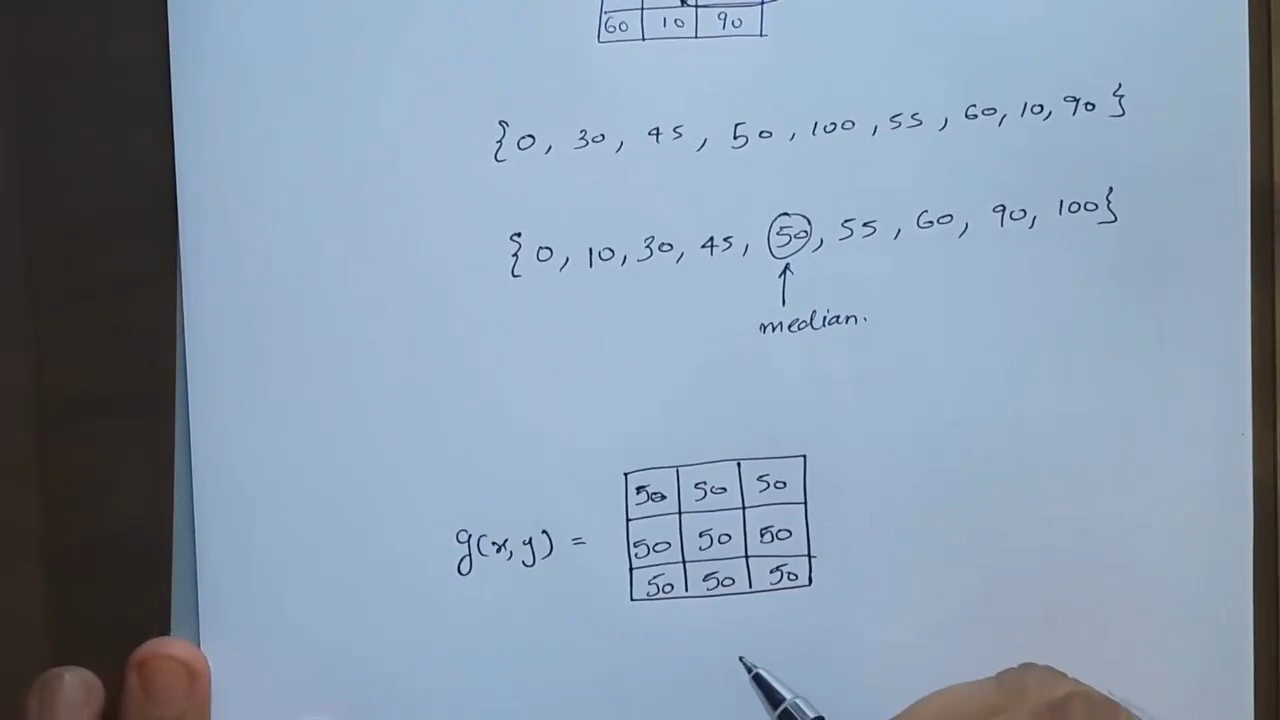 60 10 90
{0, 30, 45, 50, 100, 55, 60, 10, 90}
{0, 10, 30, 45, 50, 55, 60, 90, 100}
median.
50 50 50
g(x,y) = 50 50 50
50 50 50